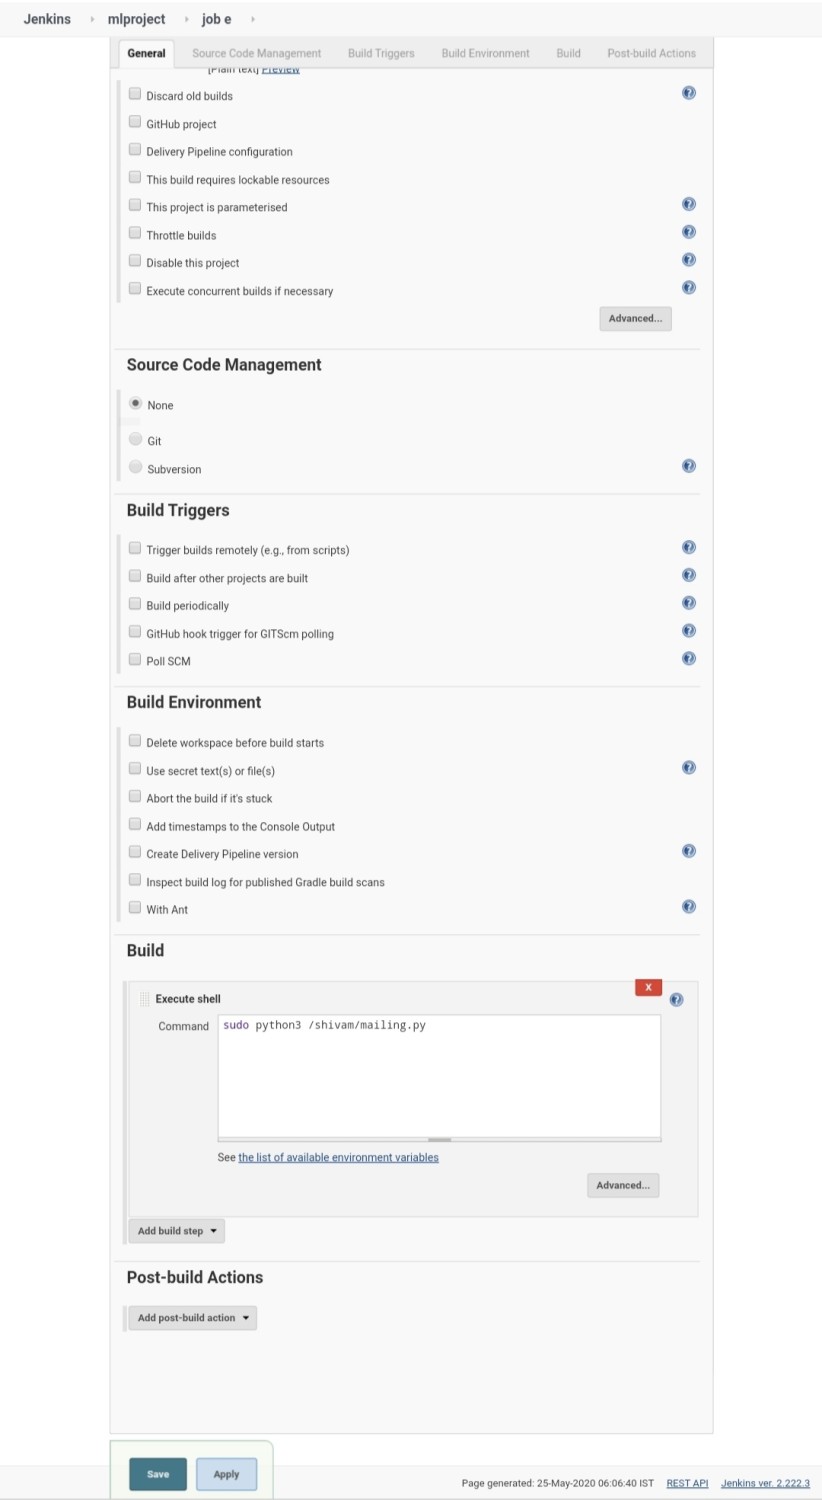 Jenkins mlproject job e
General Source Code Management Build Triggers Build Environment Build Post-build Actions
[Plain text] Preview
Discard old builds
GitHub project
Delivery Pipeline configuration
This build requires lockable resources
This project is parameterised
Throttle builds
Disable this project
Execute concurrent builds if necessary
Advanced...
Source Code Management
None
Git
Subversion
Build Triggers
Trigger builds remotely (e.g., from scripts)
Build after other projects are built
Build periodically
GitHub hook trigger for GITScm polling
Poll SCM
Build Environment
Delete workspace before build starts
Use secret text(s) or file(s)
Abort the build if it's stuck
Add timestamps to the Console Output
Create Delivery Pipeline version
Inspect build log for published Gradle build scans
With Ant
Build
X
Execute shell
Command sudo python3 /shivam/mailing.py
See the list of available environment variables
Advanced...
Add build step
Post-build Actions
Add post-build action
Save Apply
Page generated: 25-May-2020 06:06:40 IST REST API Jenkins ver. 2.222.3